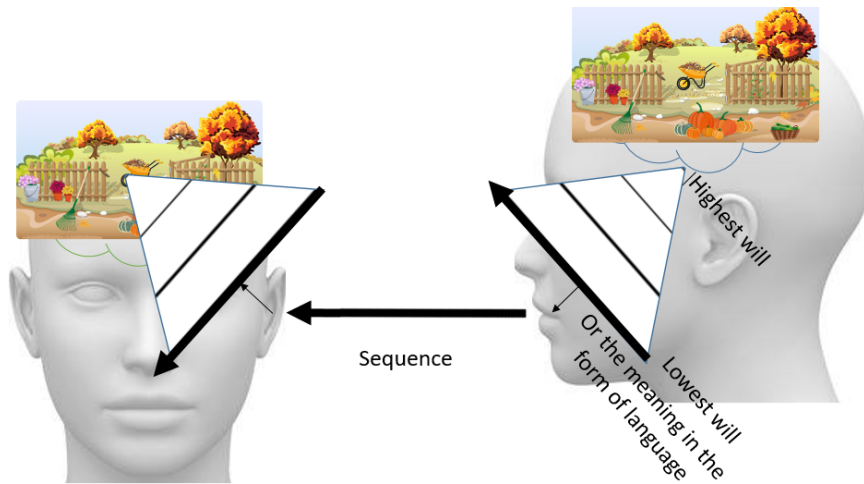 Highest will
Sequence
Lowest will
Or the meaning in the
form of language